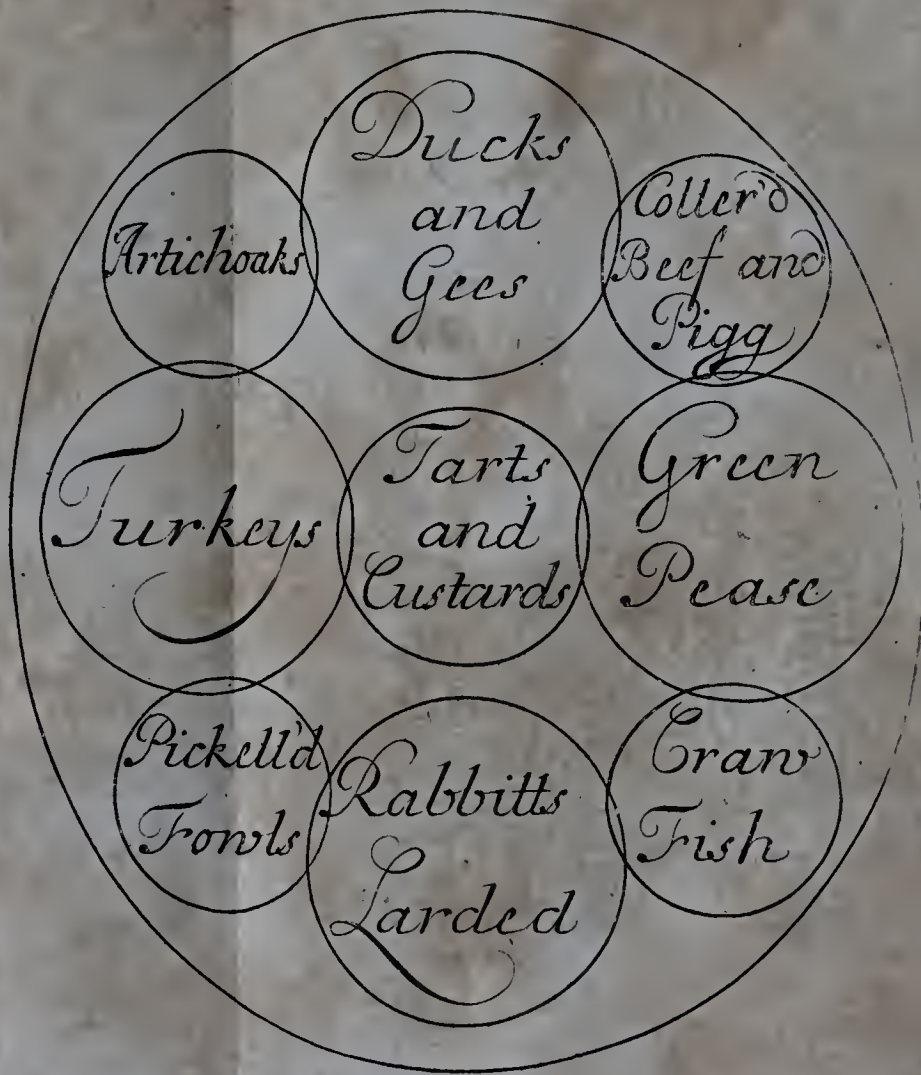 Ducks
and
Gees
Artichoaks
Coller'd
Beef and
Pigg
Turkeys
Tarts
and
Custards
Green
Pease
Pickell'd
Fowls
Rabbitts
Larded
Craw
Fish